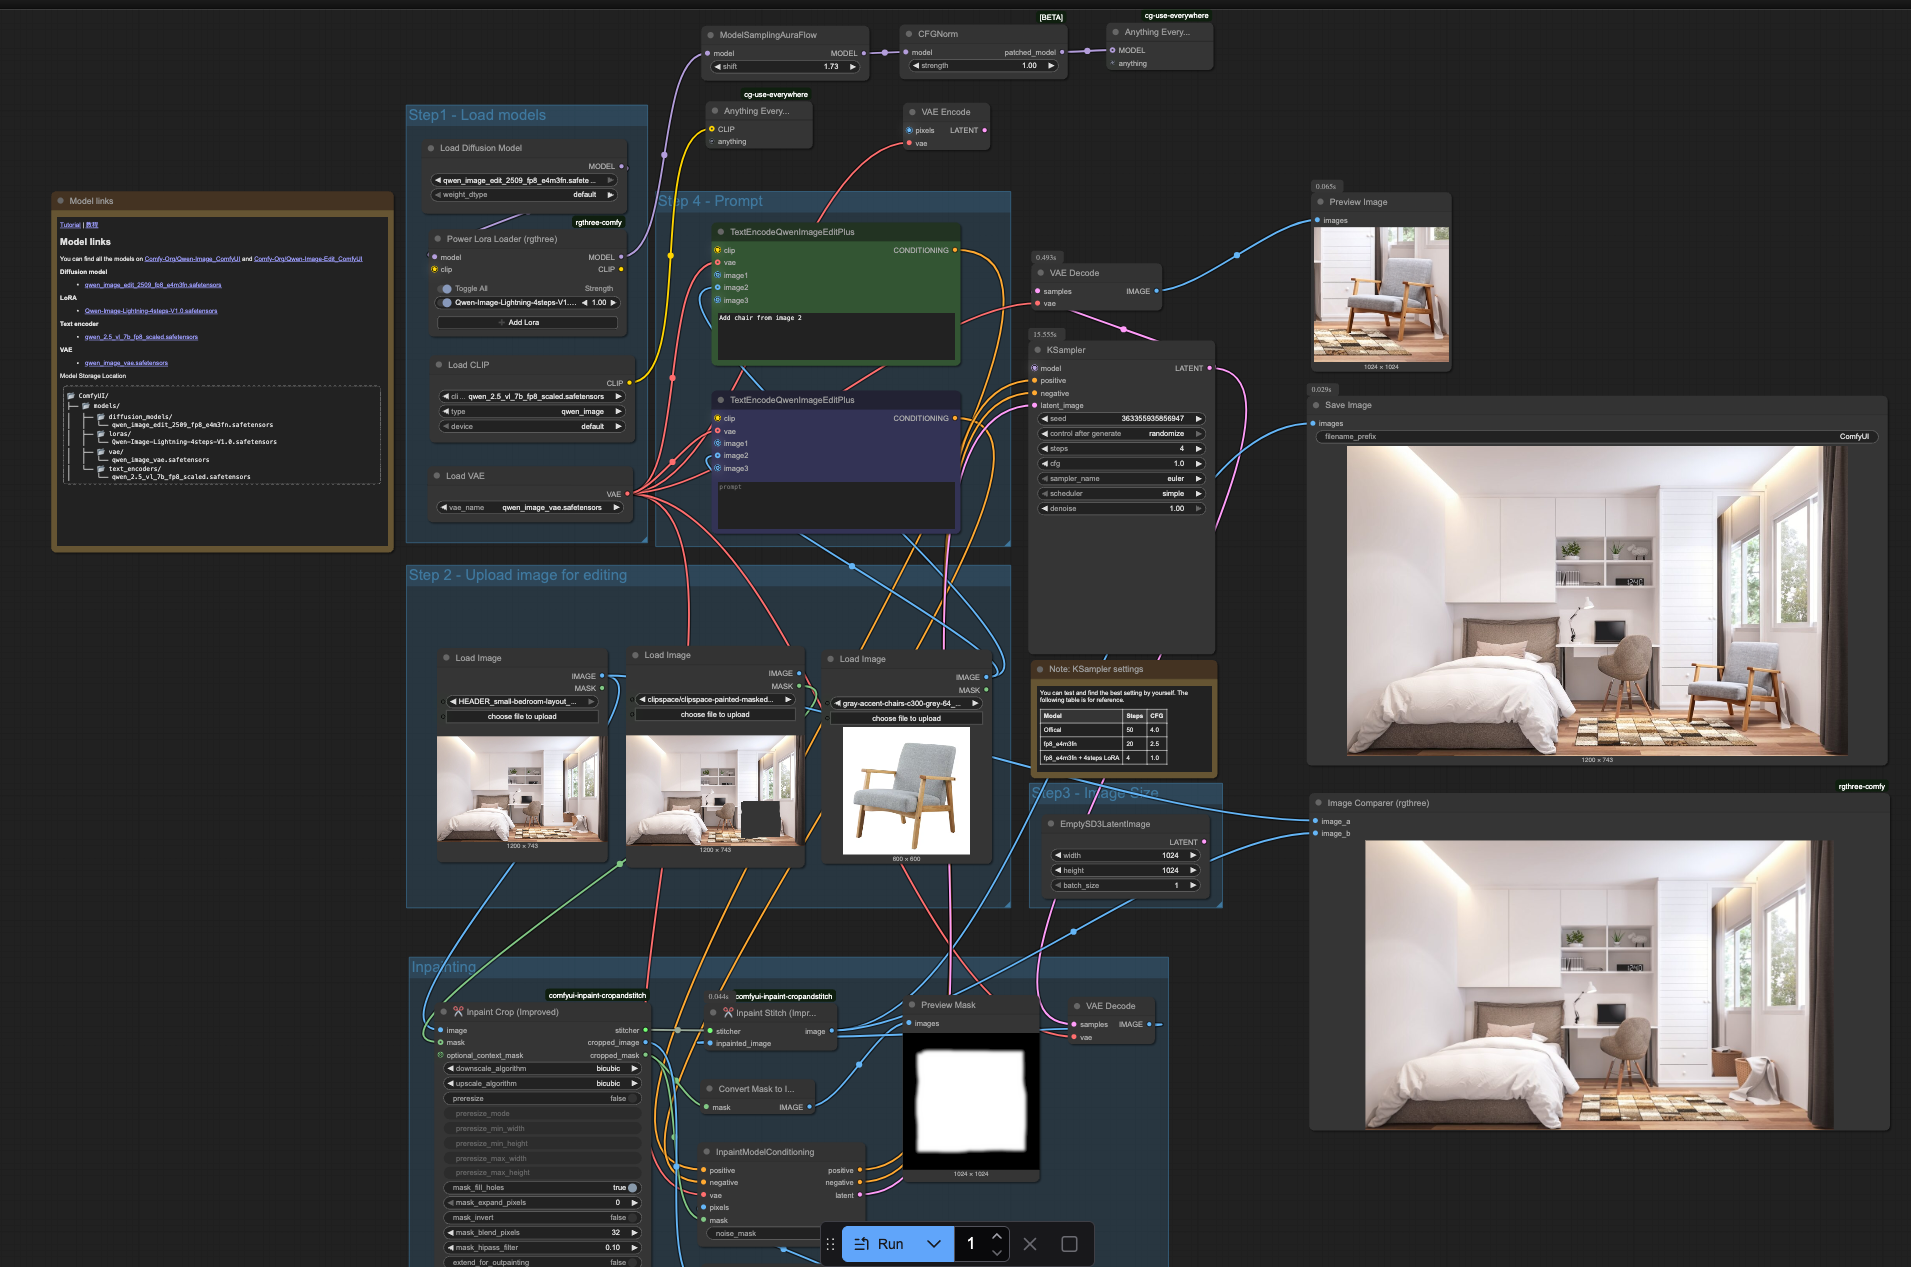 [BETA]
cg-use-everywhere
ModelSamplingAuraFlow
model
MODEL
shift
1.73
CFGNorm
model
patched_model
strength
1.00
Anything Every...
MODEL
anything
cg-use-everywhere
Anything Every...
CLIP
anything
VAE Encode
pixels
LATENT
vae
Model links
Tutorial | 教程
Model links
You can find all the models on Comfy-Org/Qwen-Image_ComfyUI and Comfy-Org/Qwen-Image-Edit_ComfyUI
Diffusion model
qwen_image_edit_2509_fp8_e4m3fn.safetensors
LoRA
Qwen-Image-Lightning-4steps-V1.0.safetensors
Text encoder
qwen_2.5_vl_7b_fp8_scaled.safetensors
VAE
qwen_image_vae.safetensors
Model Storage Location
ComfyUI/
models/
diffusion_models/
qwen_image_edit_2509_fp8_e4m3fn.safetensors
loras/
Qwen-Image-Lightning-4steps-V1.0.safetensors
vae/
qwen_image_vae.safetensors
text_encoders/
qwen_2.5_vl_7b_fp8_scaled.safetensors
Step1 - Load models
Load Diffusion Model
MODEL
qwen_image_edit_2509_fp8_e4m3fn.safete ...
weight_dtype
default
rgthree-comfy
Power Lora Loader (rgthree)
model
MODEL
clip
CLIP
Toggle All
Strength
Qwen-Image-Lightning-4steps-V1....
1.00
+ Add Lora
Load CLIP
CLIP
cli...
qwen_2.5_vl_7b_fp8_scaled.safetensors
type
qwen_image
device
default
Load VAE
VAE
vae_name
qwen_image_vae.safetensors
Step 4 - Prompt
TextEncodeQwenImageEditPlus
clip
CONDITIONING
vae
image1
image2
image3
Add chair from image 2
TextEncodeQwenImageEditPlus
clip
CONDITIONING
vae
image1
image2
image3
prompt
0.493s
VAE Decode
samples
IMAGE
vae
15.555s
KSampler
model
LATENT
positive
negative
latent_image
seed
363355935856947
control after generate
randomize
steps
4
cfg
1.0
sampler_name
euler
scheduler
simple
denoise
1.00
0.065s
Preview Image
images
1024 x 1024
0.029s
Save Image
images
filename_prefix
ComfyUI
1200 x 743
Step 2 - Upload image for editing
Load Image
IMAGE
MASK
HEADER_small-bedroom-layout_...
choose file to upload
1200 x 743
Load Image
IMAGE
MASK
clipspace/clipspace-painted-masked...
choose file to upload
1200 x 743
Load Image
IMAGE
MASK
gray-accent-chairs-c300-grey-64_...
choose file to upload
600 x 600
Note: KSampler settings
You can test and find the best setting by yourself. The
following table is for reference.
Model Steps CFG
Offical 50 4.0
fp8_e4m3fn 20 2.5
fp8_e4m3fn + 4steps LoRA 4 1.0
Step3 - Image Size
EmptySD3LatentImage
LATENT
width
1024
height
1024
batch_size
1
rgthree-comfy
Image Comparer (rgthree)
image_a
image_b
Inpainting
comfyui-inpaint-cropandstitch
Inpaint Crop (Improved)
image
stitcher
mask
cropped_image
optional_context_mask
cropped_mask
downscale_algorithm
bicubic
upscale_algorithm
bicubic
preresize
false
preresize_mode
preresize_min_width
preresize_min_height
preresize_max_width
preresize_max_height
mask_fill_holes
true
mask_expand_pixels
0
mask_invert
false
mask_blend_pixels
32
mask_hipass_filter
0.10
extend_for_outpainting
false
0.044s
comfyui-inpaint-cropandstitch
Inpaint Stitch (Impr...
stitcher
image
inpainted_image
Convert Mask to I...
mask
IMAGE
InpaintModelConditioning
positive
positive
negative
negative
vae
latent
pixels
mask
noise_mask
Preview Mask
images
1024 x 1024
VAE Decode
samples
IMAGE
vae
Run
1